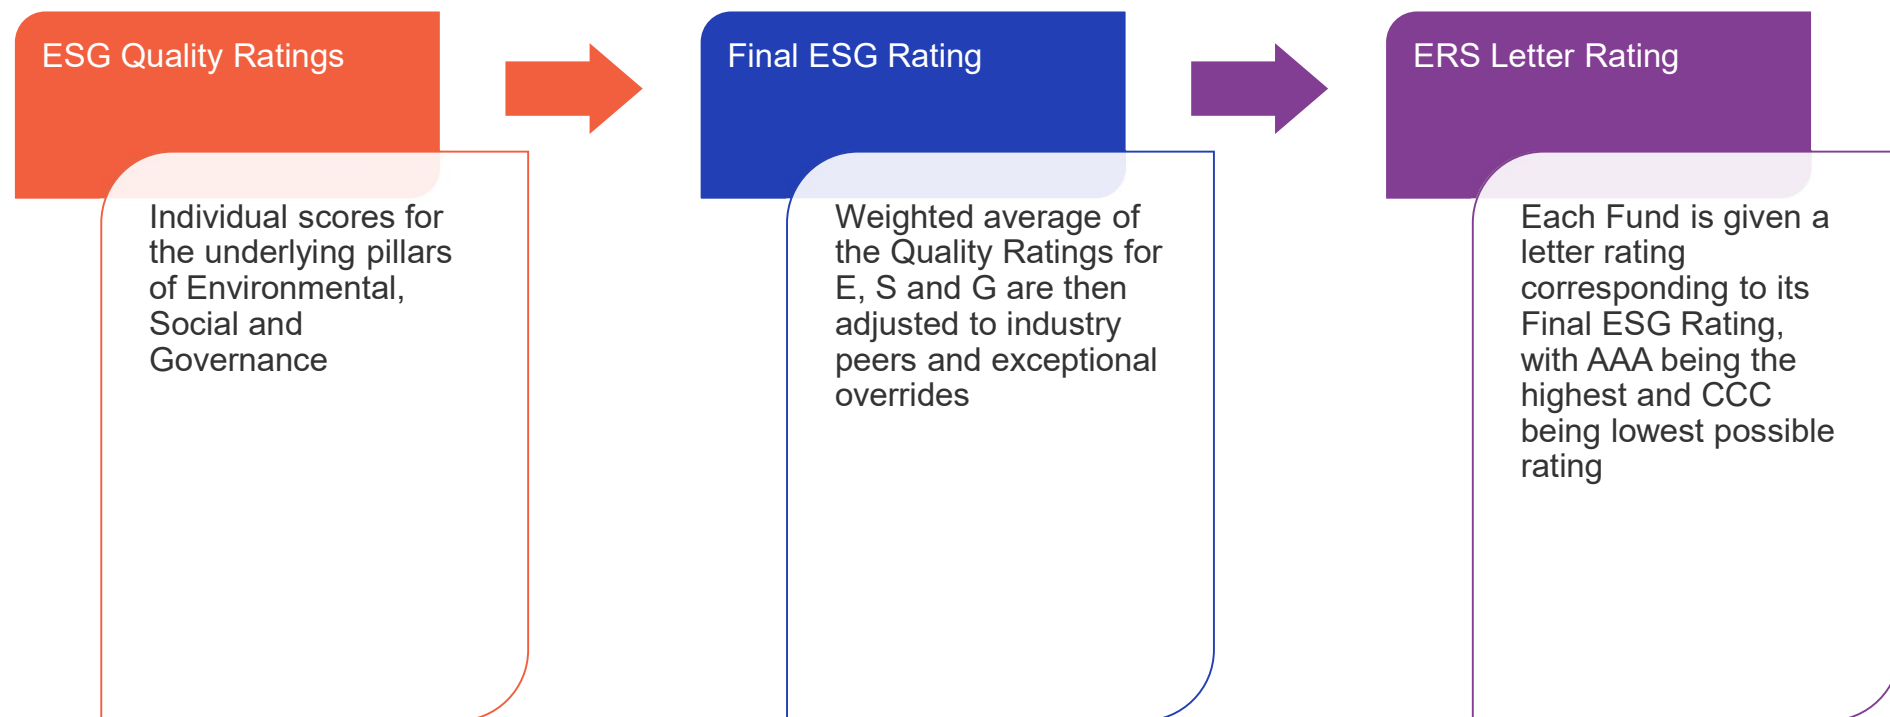 ESG Quality Ratings
Individual scores for
the underlying pillars
of Environmental,
Social and
Governance
Final ESG Rating
Weighted average of
the Quality Ratings for
E, S and G are then
adjusted to industry
peers and exceptional
overrides
ERS Letter Rating
Each Fund is given a
letter rating
corresponding to its
Final ESG Rating,
with AAA being the
highest and CCC
being lowest possible
rating